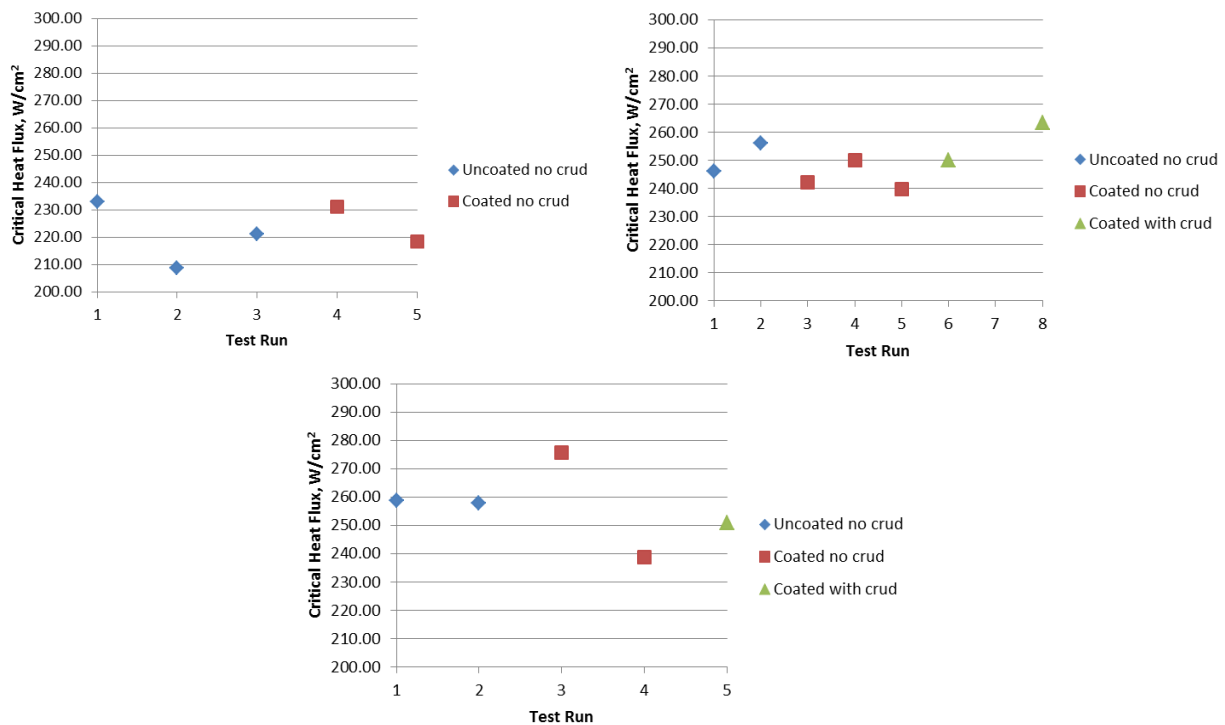 300.00
290.00
280.00
270.00
260.00
250.00
240.00
230.00
220.00
210.00
200.00
Critical Heat Flux, W/cm²
1 2 3 4 5
Test Run
Uncoated no crud
Coated no crud
300.00
290.00
280.00
270.00
260.00
250.00
240.00
230.00
220.00
210.00
200.00
Critical Heat Flux, W/cm²
1 2 3 4 5 6 7 8
Test Run
Uncoated no crud
Coated no crud
Coated with crud
300.00
290.00
280.00
270.00
260.00
250.00
240.00
230.00
220.00
210.00
200.00
Critical Heat Flux, W/cm²
1 2 3 4 5
Test Run
Uncoated no crud
Coated no crud
Coated with crud